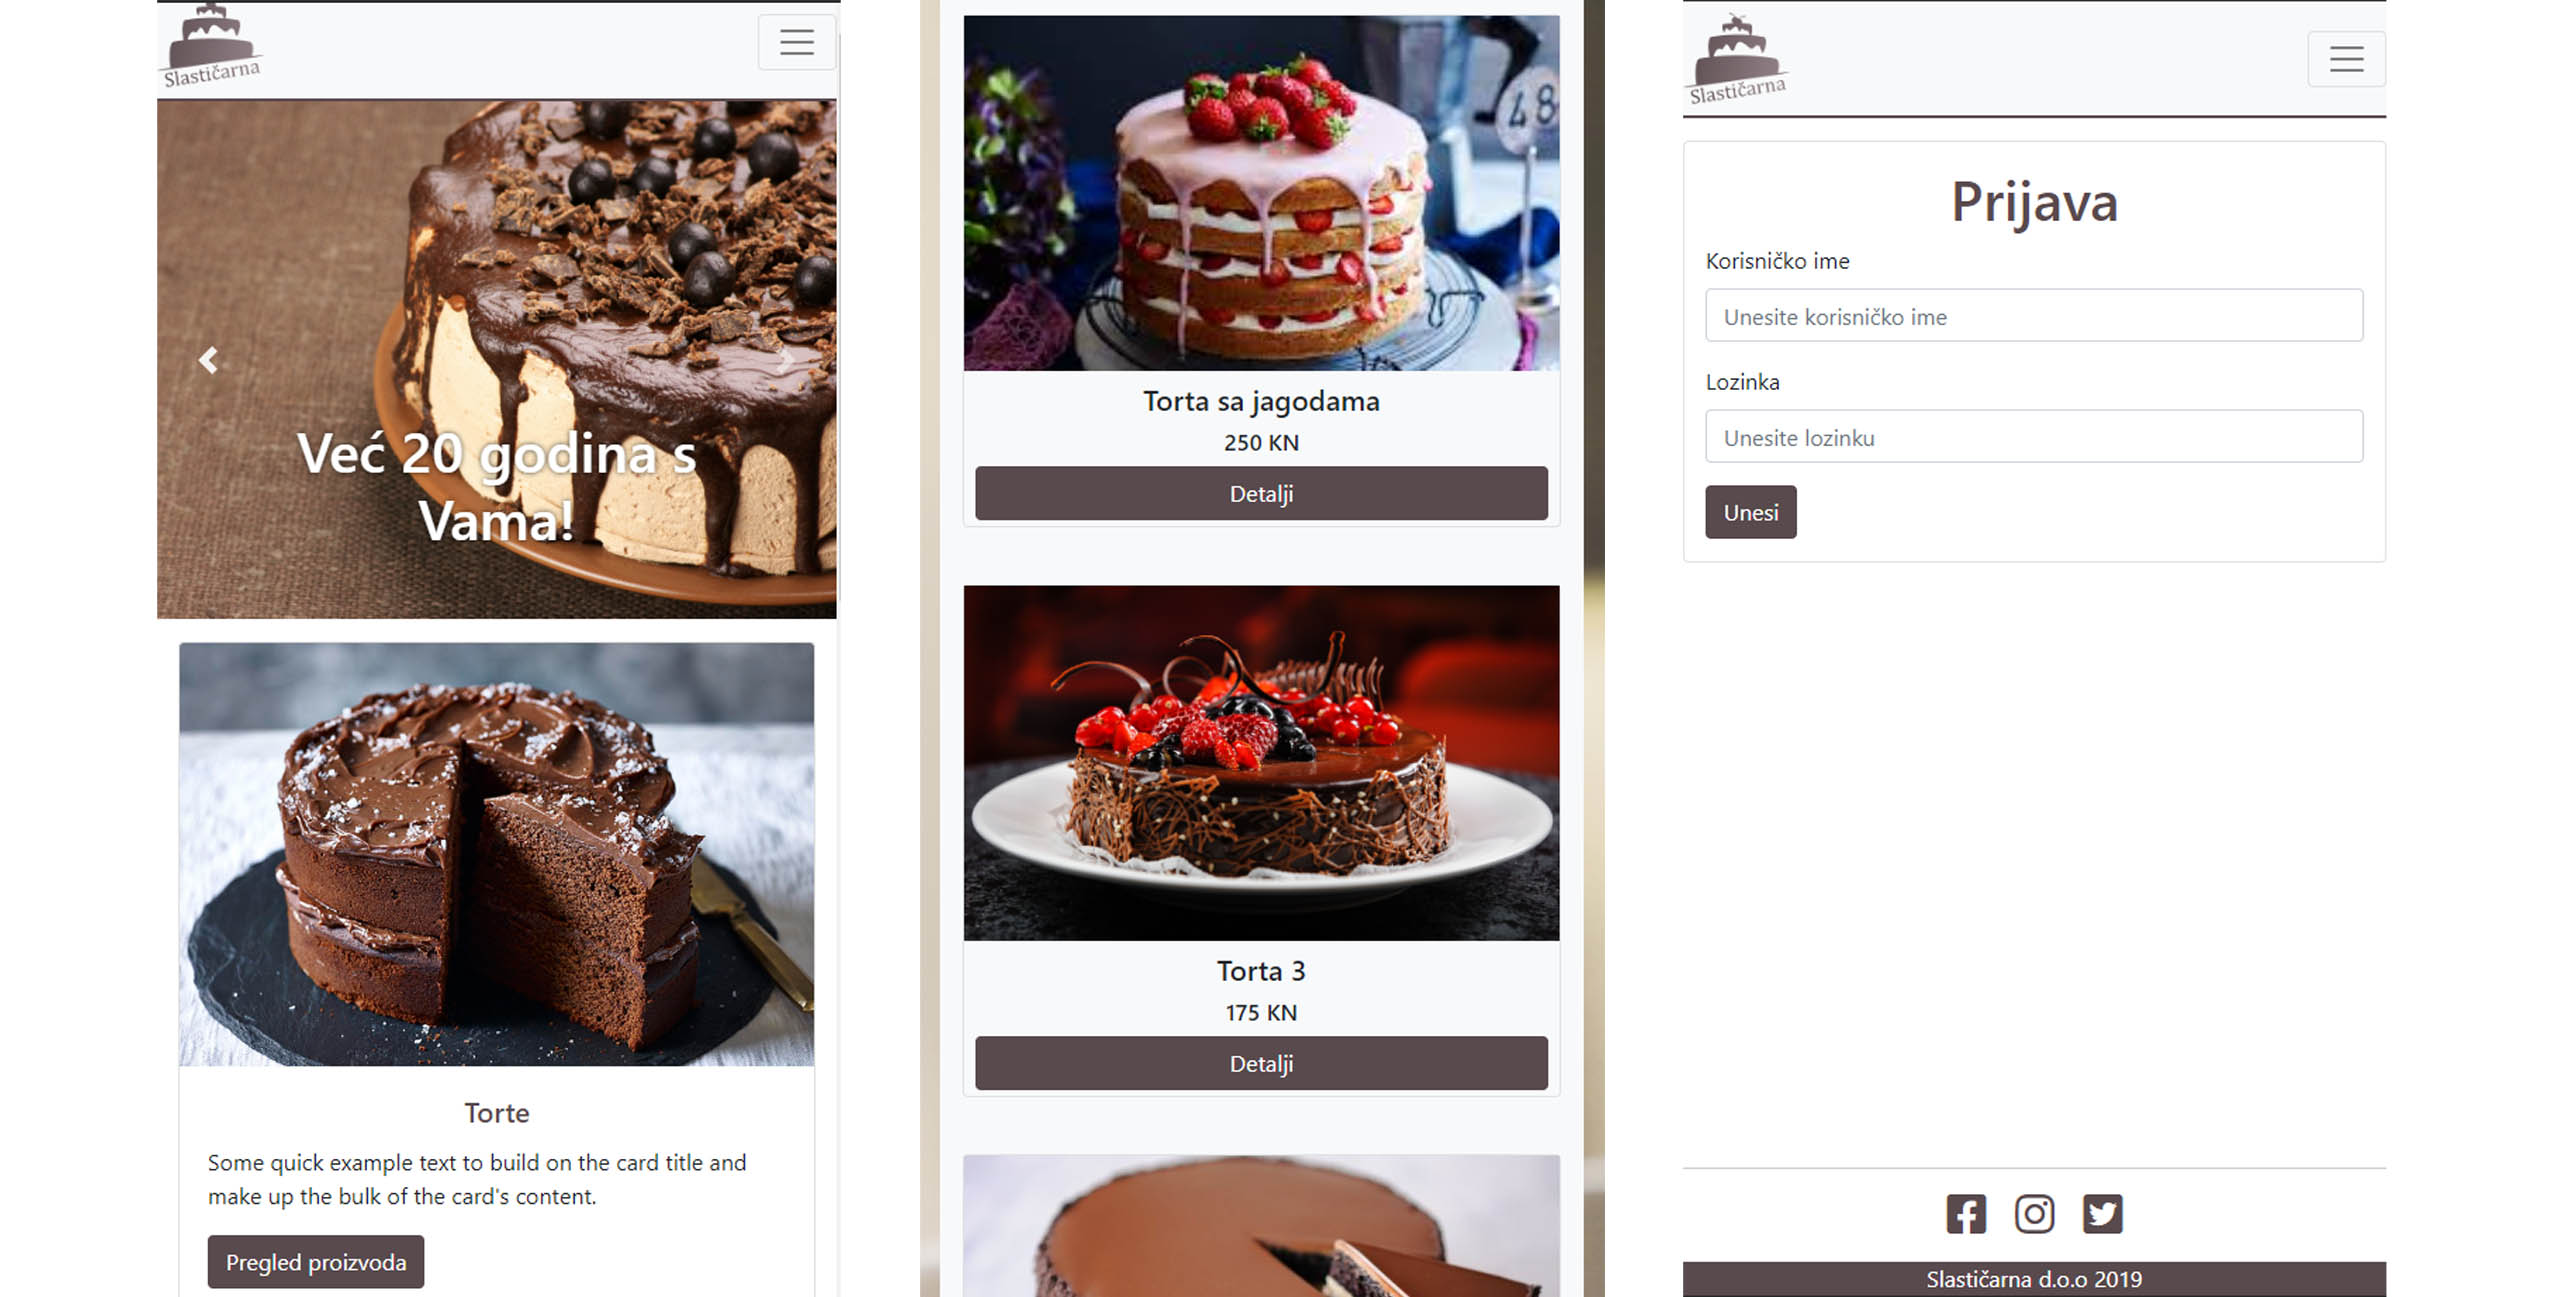 Slastičarna
Već 20 godina s
Vama!
Torte
Some quick example text to build on the card title and
make up the bulk of the card's content.
Pregled proizvoda
48
Torta sa jagodama
250 KN
Detalji
Torta 3
175 KN
Detalji
Slastičarna
Prijava
Korisničko ime
Unesite korisničko ime
Lozinka
Unesite lozinku
Unesi
Slastičarna d.o.o 2019